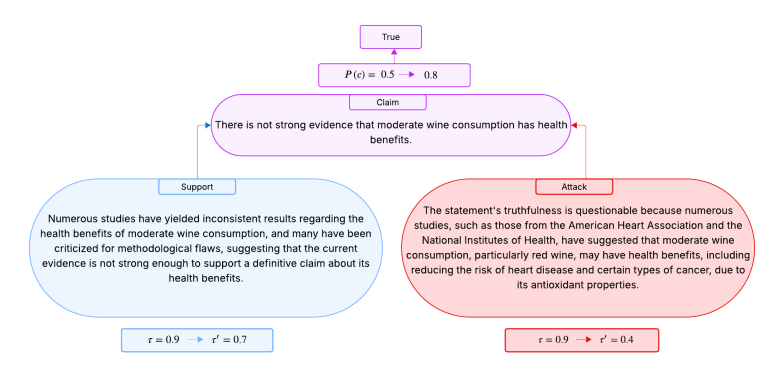 True
P(c) = 0.5 → 0.8
Claim
There is not strong evidence that moderate wine consumption has health
benefits.
Support
Numerous studies have yielded inconsistent results regarding the
health benefits of moderate wine consumption, and many have been
criticized for methodological flaws, suggesting that the current
evidence is not strong enough to support a definitive claim about its
health benefits.
τ = 0.9 → τ′ = 0.7
Attack
The statement's truthfulness is questionable because numerous
studies, such as those from the American Heart Association and the
National Institutes of Health, have suggested that moderate wine
consumption, particularly red wine, may have health benefits, including
reducing the risk of heart disease and certain types of cancer, due to
its antioxidant properties.
τ = 0.9 → τ′ = 0.4